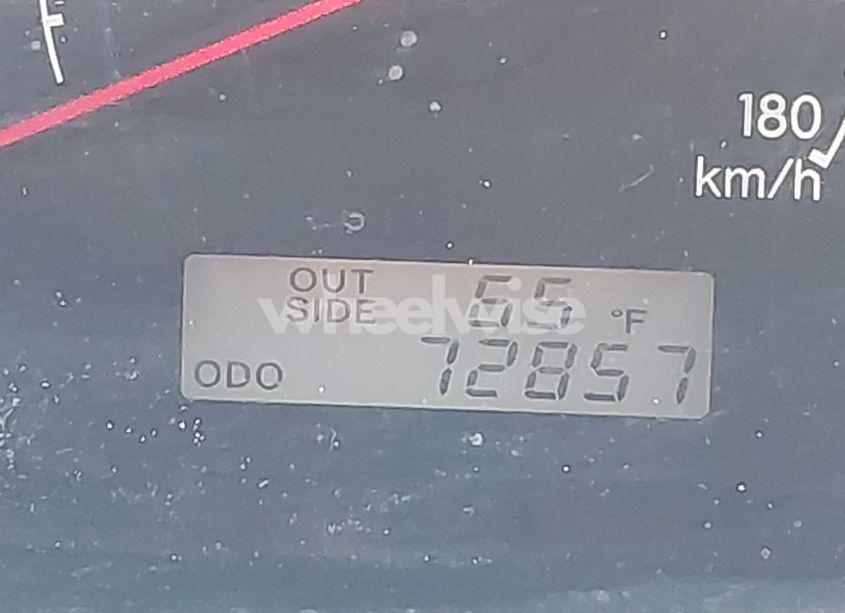 180
km/h
OUT
SIDE 65 °F
wheelwise
ODO 72857